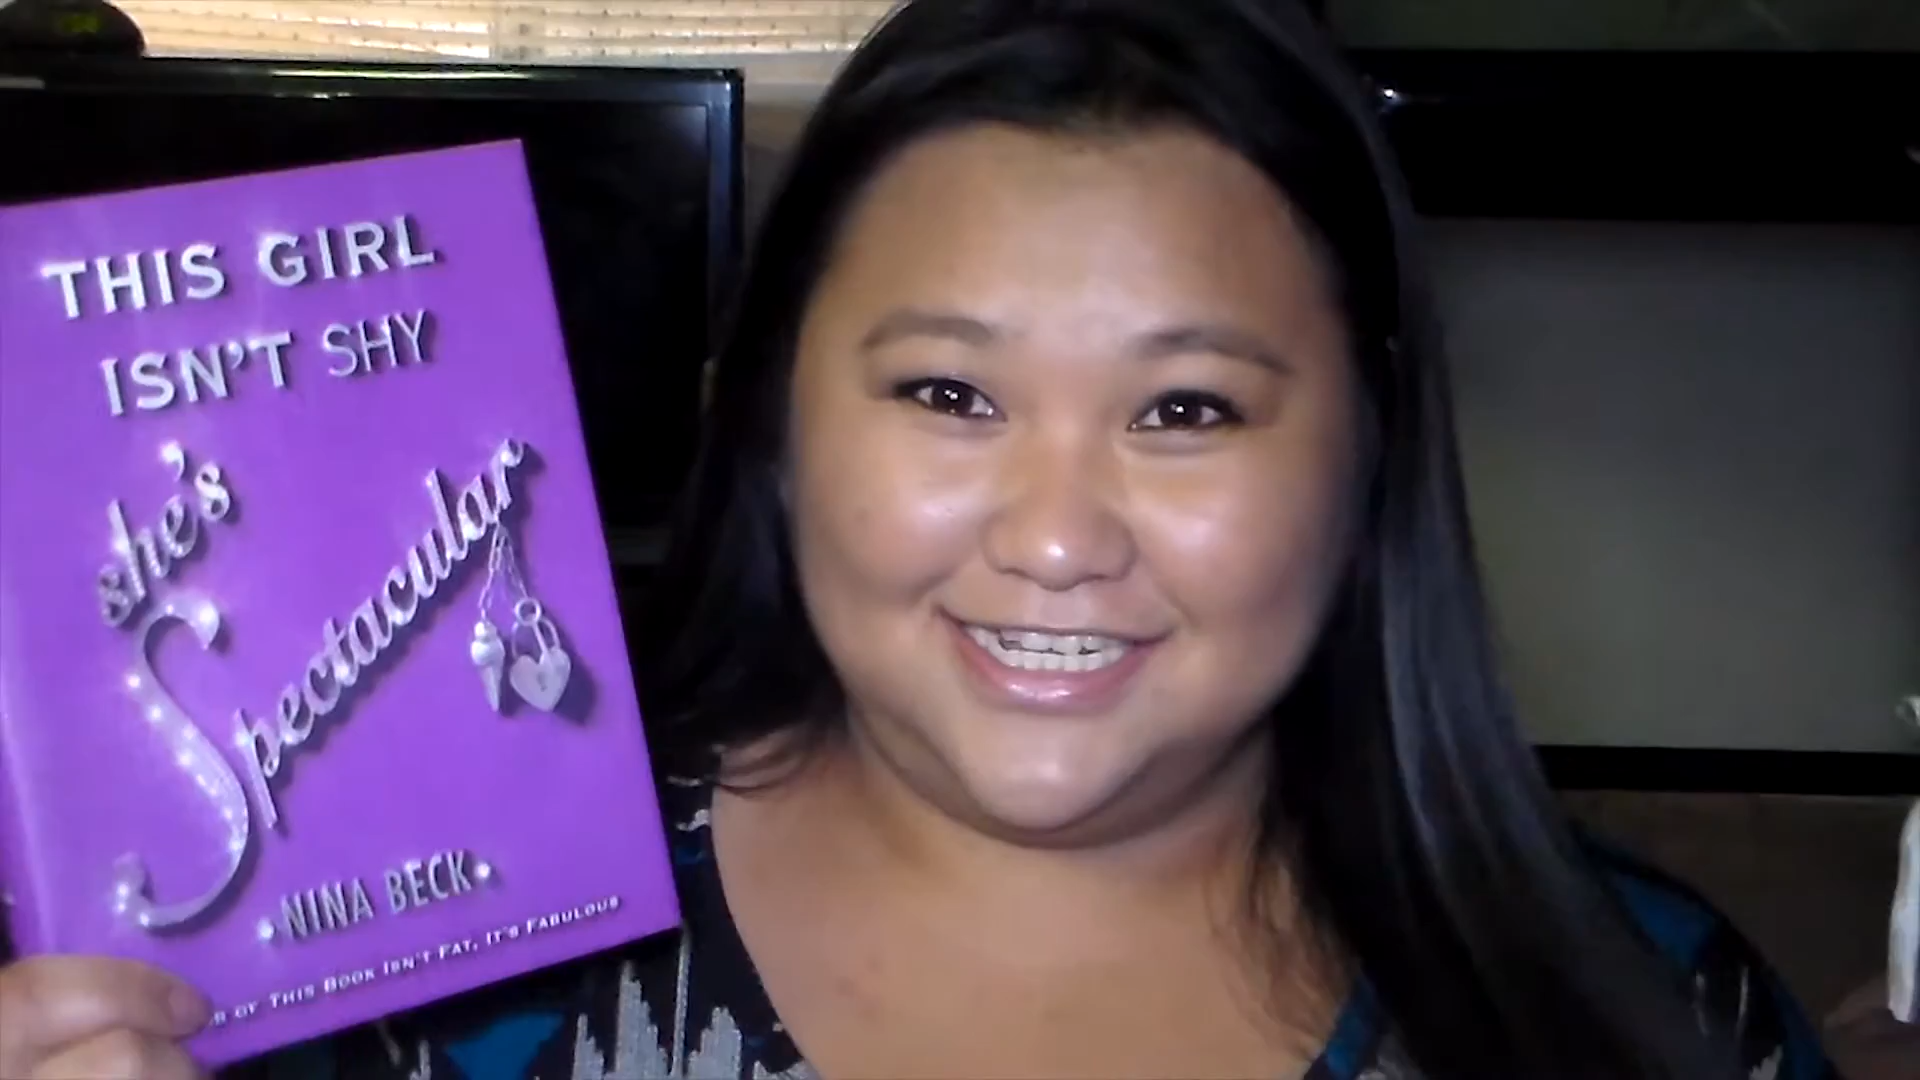 THIS GIRL
ISN'T SHY
she's
Spectacular
NINA BECK
OF THIS BOOK ISN'T FAT, IT'S FABULOUS